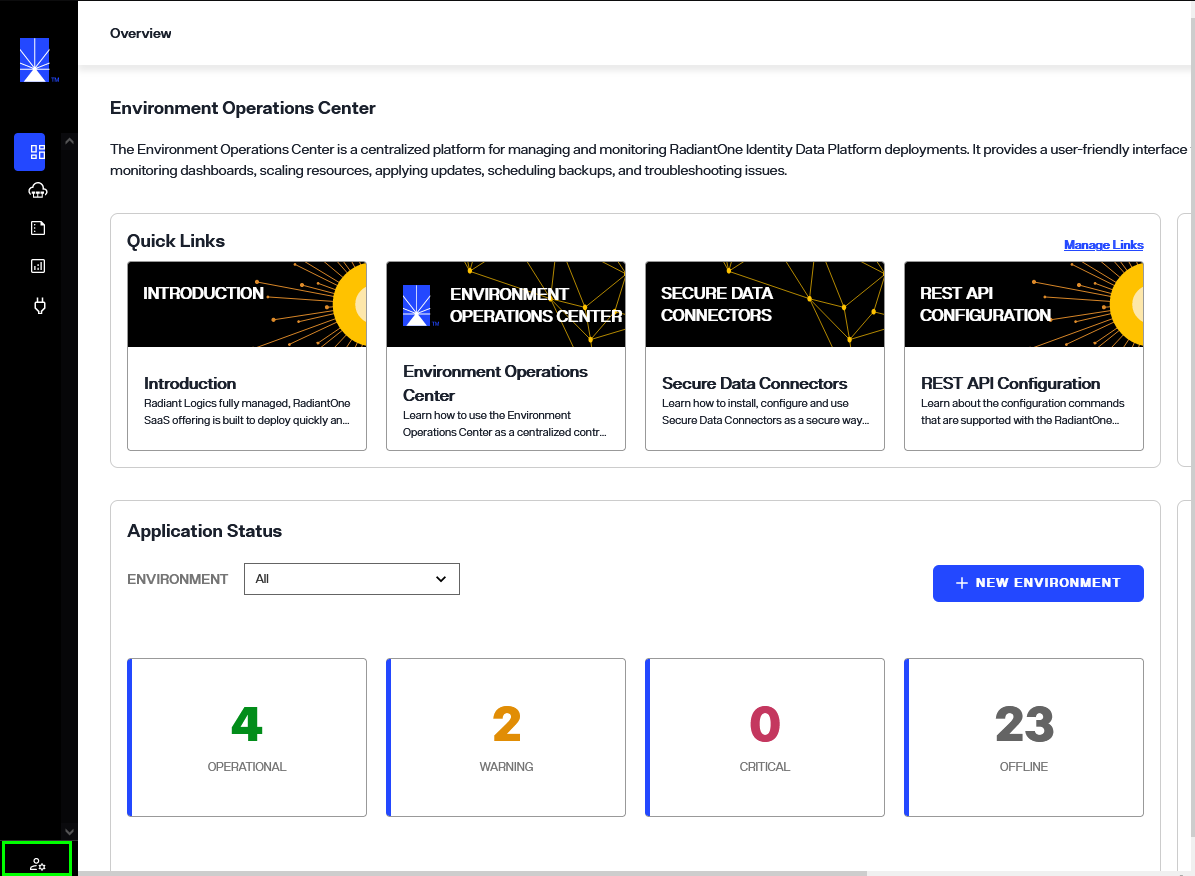 Overview
TM
Environment Operations Center
The Environment Operations Center is a centralized platform for managing and monitoring RadiantOne Identity Data Platform deployments. It provides a user-friendly interface
monitoring dashboards, scaling resources, applying updates, scheduling backups, and troubleshooting issues.
Quick Links
Manage Links
INTRODUCTION
Introduction
Radiant Logics fully managed, RadiantOne
SaaS offering is built to deploy quickly an...
TM
ENVIRONMENT
OPERATIONS CENTER
Environment Operations
Center
Learn how to use the Environment
Operations Center as a centralized contr...
SECURE DATA
CONNECTORS
Secure Data Connectors
Learn how to install, configure and use
Secure Data Connectors as a secure way...
REST API
CONFIGURATION
REST API Configuration
Learn about the configuration commands
that are supported with the RadiantOne...
Application Status
ENVIRONMENT
All
+ NEW ENVIRONMENT
4
OPERATIONAL
2
WARNING
0
CRITICAL
23
OFFLINE